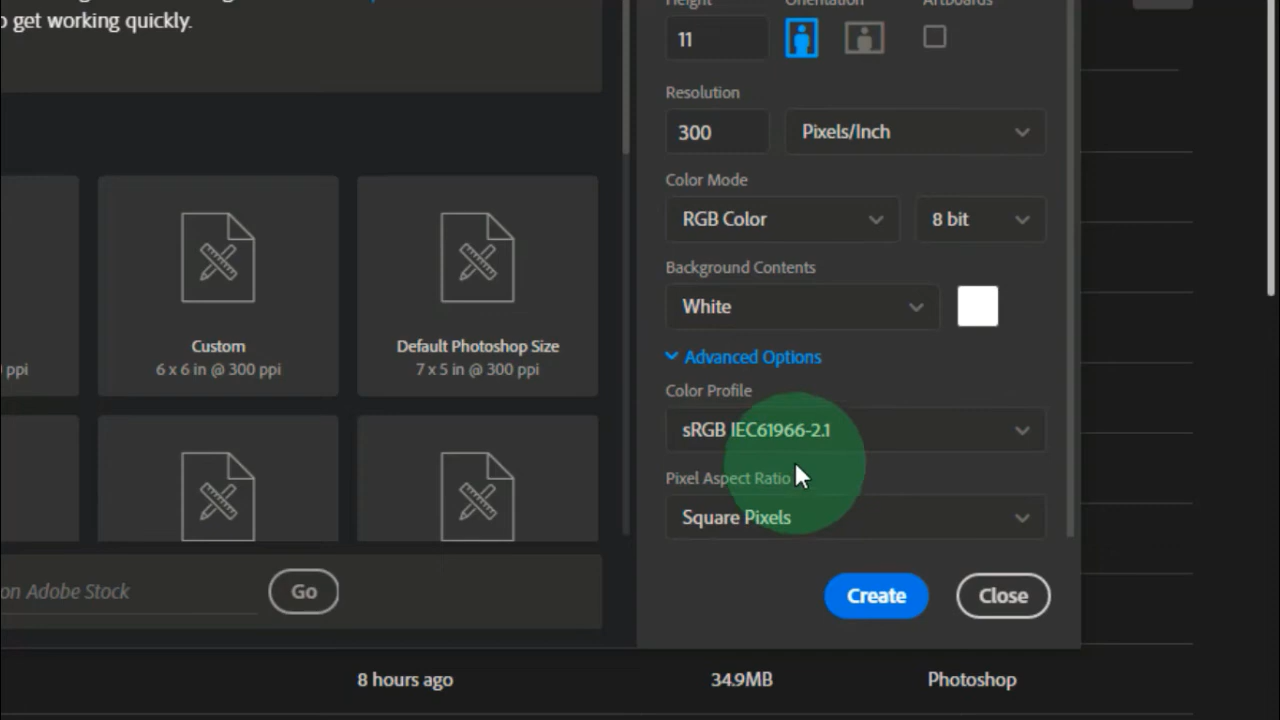 o get working quickly.
Height
Orientation
Artboards
11
Resolution
300
Pixels/Inch
Color Mode
RGB Color
8 bit
Background Contents
White
Advanced Options
Color Profile
sRGB IEC61966-2.1
Pixel Aspect Ratio
Square Pixels
Create
Close
ppi
Custom
6 x 6 in @ 300 ppi
Default Photoshop Size
7 x 5 in @ 300 ppi
on Adobe Stock
Go
8 hours ago
34.9MB
Photoshop